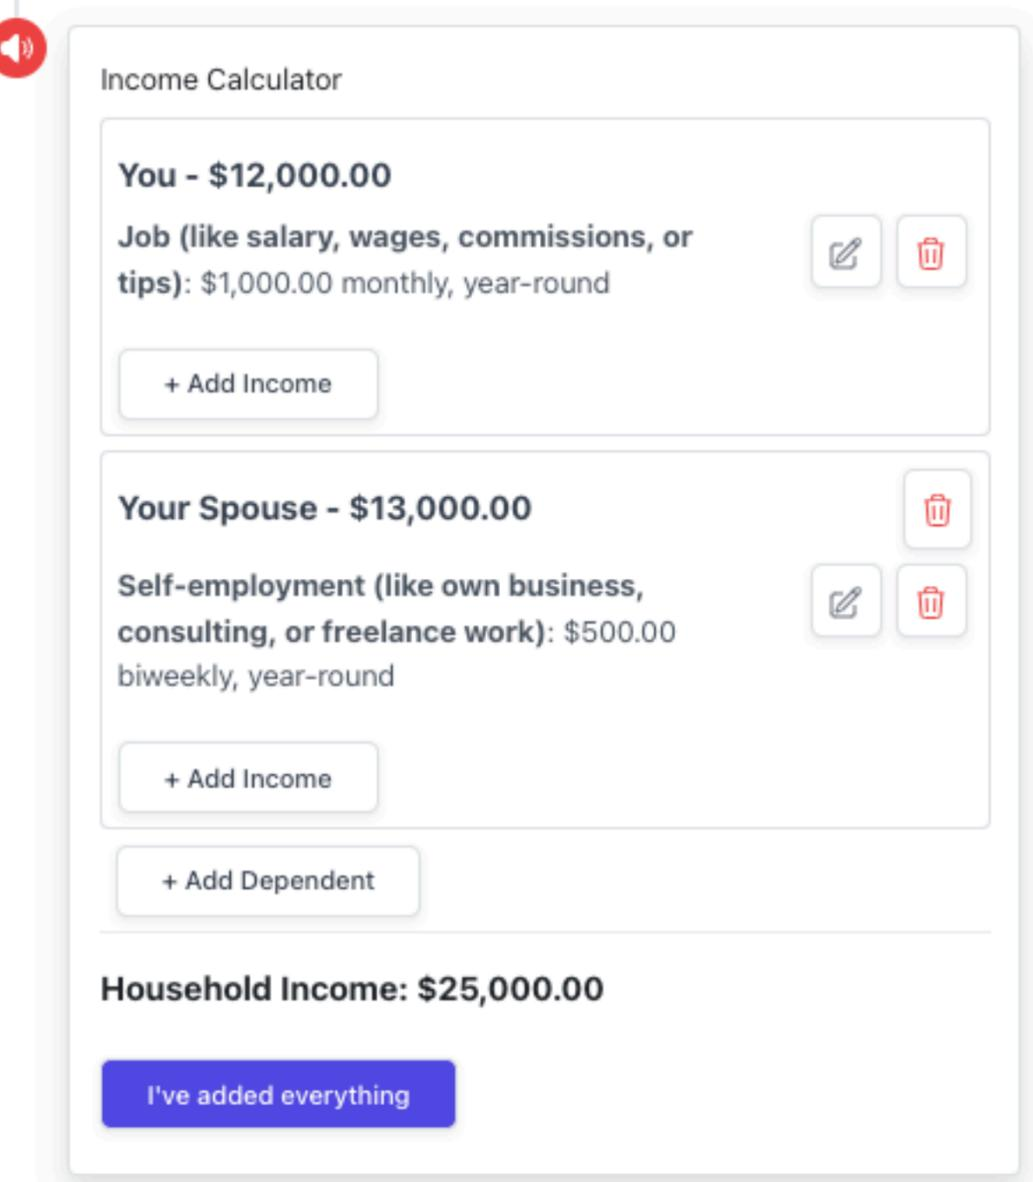 Income Calculator
You - $12,000.00
Job (like salary, wages, commissions, or
tips): $1,000.00 monthly, year-round
+ Add Income
Your Spouse - $13,000.00
Self-employment (like own business,
consulting, or freelance work): $500.00
biweekly, year-round
+ Add Income
+ Add Dependent
Household Income: $25,000.00
I've added everything